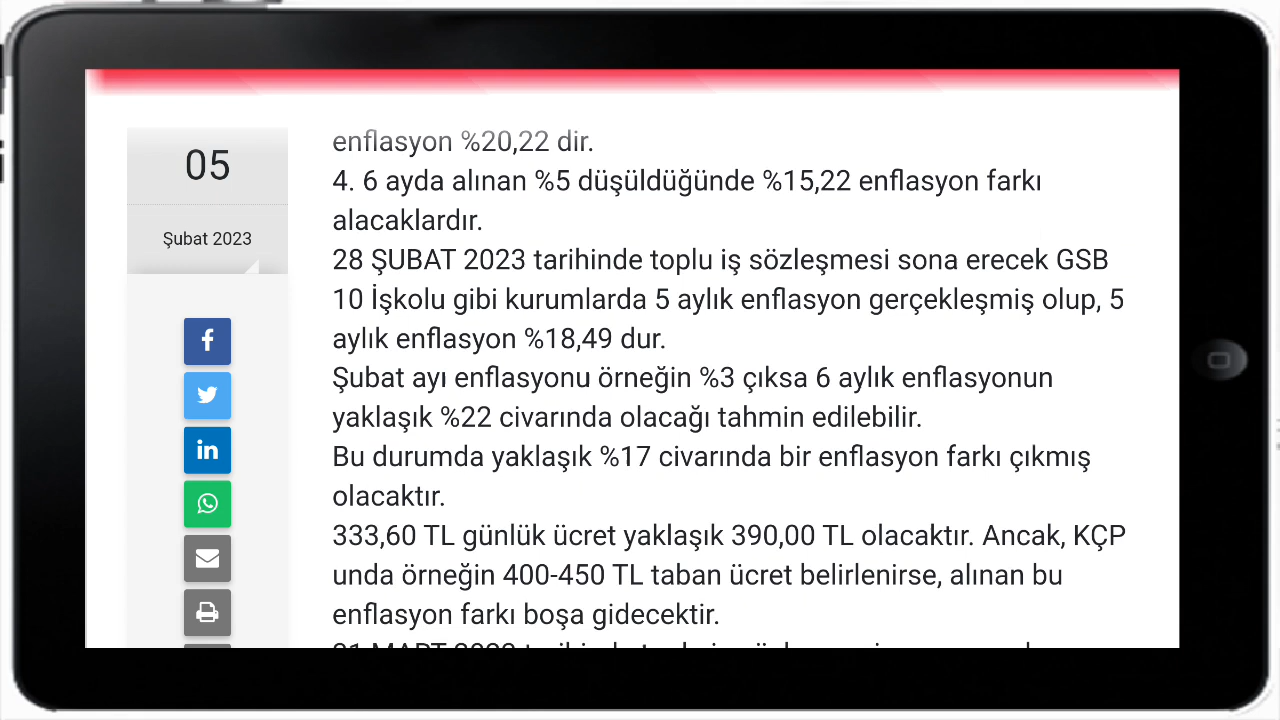 05
Şubat 2023
enflasyon %20,22 dir.
4. 6 ayda alınan %5 düşüldüğünde %15,22 enflasyon farkı
alacaklardır.
28 ŞUBAT 2023 tarihinde toplu iş sözleşmesi sona erecek GSB
10 İşkolu gibi kurumlarda 5 aylık enflasyon gerçekleşmiş olup, 5
aylık enflasyon %18,49 dur.
Şubat ayı enflasyonu örneğin %3 çıksa 6 aylık enflasyonun
yaklaşık %22 civarında olacağı tahmin edilebilir.
Bu durumda yaklaşık %17 civarında bir enflasyon farkı çıkmış
olacaktır.
333,60 TL günlük ücret yaklaşık 390,00 TL olacaktır. Ancak, KÇP
unda örneğin 400-450 TL taban ücret belirlenirse, alınan bu
enflasyon farkı boşa gidecektir.